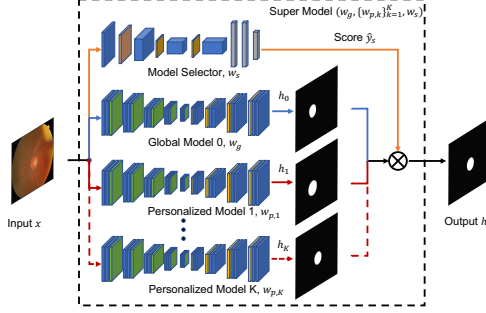 Super Model (w_g, {w_{p,k}}_{k=1}^{K}, w_s)
Score ŷ_s
Model Selector, w_s
h_0
Global Model 0, w_g
h_1
Personalized Model 1, w_{p,1}
h_K
Personalized Model K, w_{p,K}
Input x
Output h